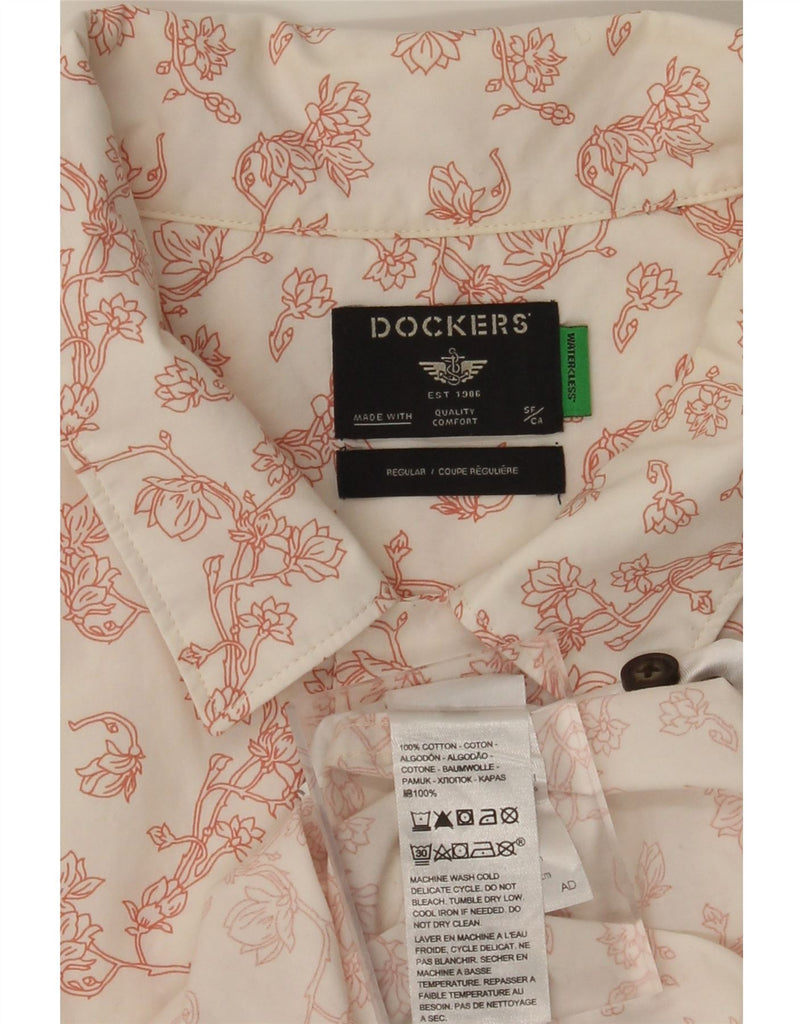 DOCKERS®
EST 1986
MADE WITH
QUALITY
COMFORT
SF/
CA
WATER<LESS®
REGULAR / COUPE RÉGULIÈRE
100% COTTON - COTON -
ALGODÓN - ALGODÃO -
COTONE - BAUMWOLLE -
PAMUK - ХЛОПОК - KAPAS
棉100%
30
®
MACHINE WASH COLD
DELICATE CYCLE. DO NOT
BLEACH. TUMBLE DRY LOW.
COOL IRON IF NEEDED. DO
NOT DRY CLEAN.
LAVER EN MACHINE A L'EAU
FROIDE, CYCLE DELICAT. NE
PAS BLANCHIR. SECHER EN
MACHINE A BASSE
TEMPERATURE. REPASSER A
FAIBLE TEMPERATURE AU
BESOIN. PAS DE NETTOYAGE
A SEC.
AD